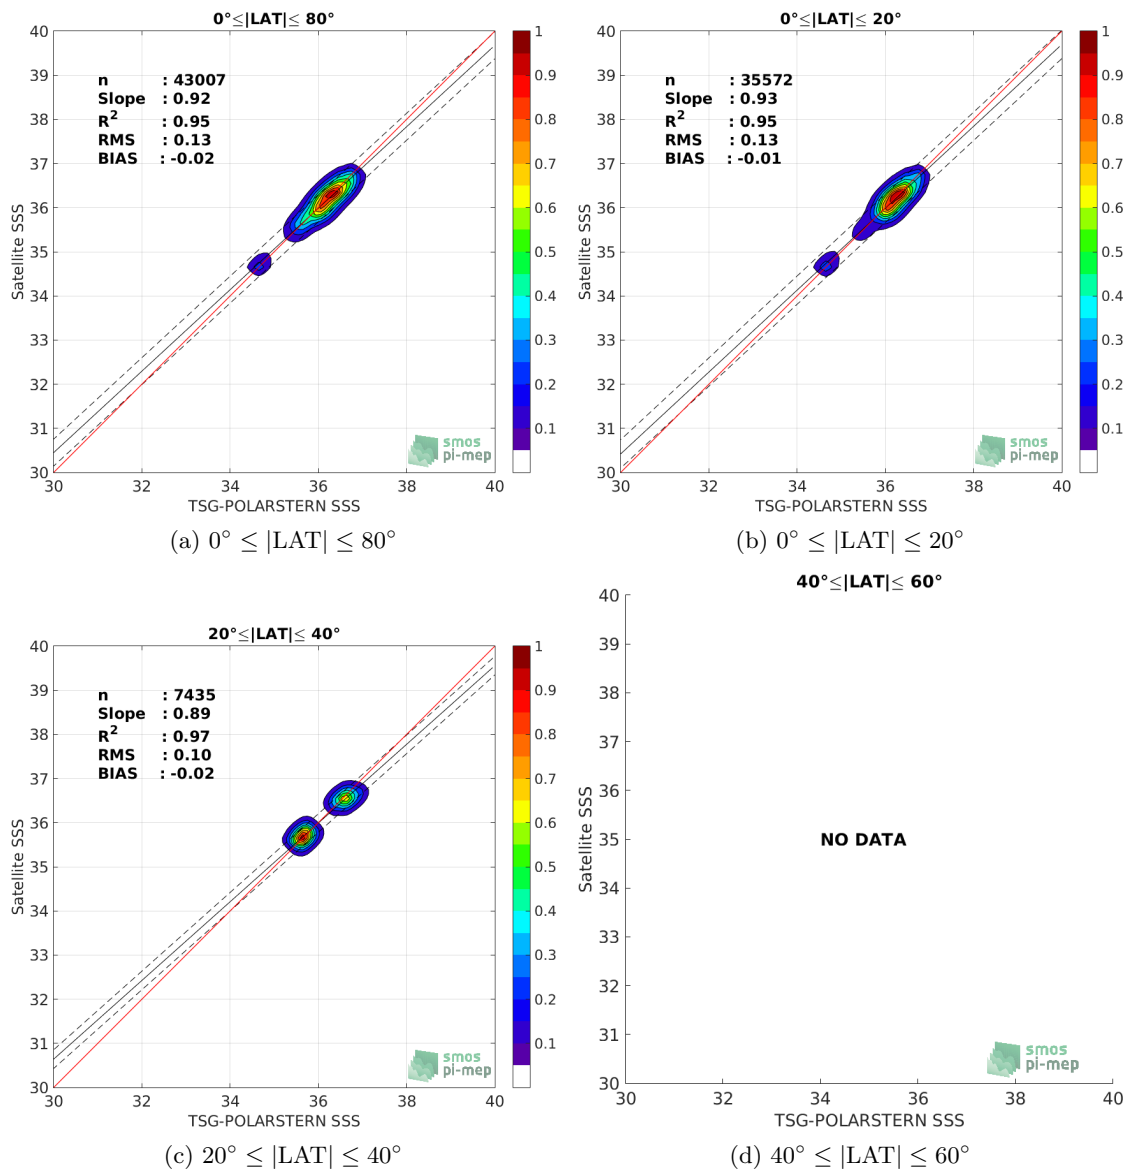 0°≤|LAT|≤ 80°
40
39
38
37
36
35
34
33
32
31
30
Satellite SSS
n : 43007
Slope : 0.92
R2 : 0.95
RMS : 0.13
BIAS : -0.02
smos
pi-mep
30 32 34 36 38 40
TSG-POLARSTERN SSS
1
0.9
0.8
0.7
0.6
0.5
0.4
0.3
0.2
0.1
(a) 0° ≤ |LAT| ≤ 80°
0°≤|LAT|≤ 20°
40
39
38
37
36
35
34
33
32
31
30
Satellite SSS
n : 35572
Slope : 0.93
R2 : 0.95
RMS : 0.13
BIAS : -0.01
smos
pi-mep
30 32 34 36 38 40
TSG-POLARSTERN SSS
1
0.9
0.8
0.7
0.6
0.5
0.4
0.3
0.2
0.1
(b) 0° ≤ |LAT| ≤ 20°
20°≤|LAT|≤ 40°
40
39
38
37
36
35
34
33
32
31
30
Satellite SSS
n : 7435
Slope : 0.89
R2 : 0.97
RMS : 0.10
BIAS : -0.02
smos
pi-mep
30 32 34 36 38 40
TSG-POLARSTERN SSS
1
0.9
0.8
0.7
0.6
0.5
0.4
0.3
0.2
0.1
(c) 20° ≤ |LAT| ≤ 40°
40°≤|LAT|≤ 60°
40
39
38
37
36
35
34
33
32
31
30
Satellite SSS
NO DATA
smos
pi-mep
30 32 34 36 38 40
TSG-POLARSTERN SSS
(d) 40° ≤ |LAT| ≤ 60°